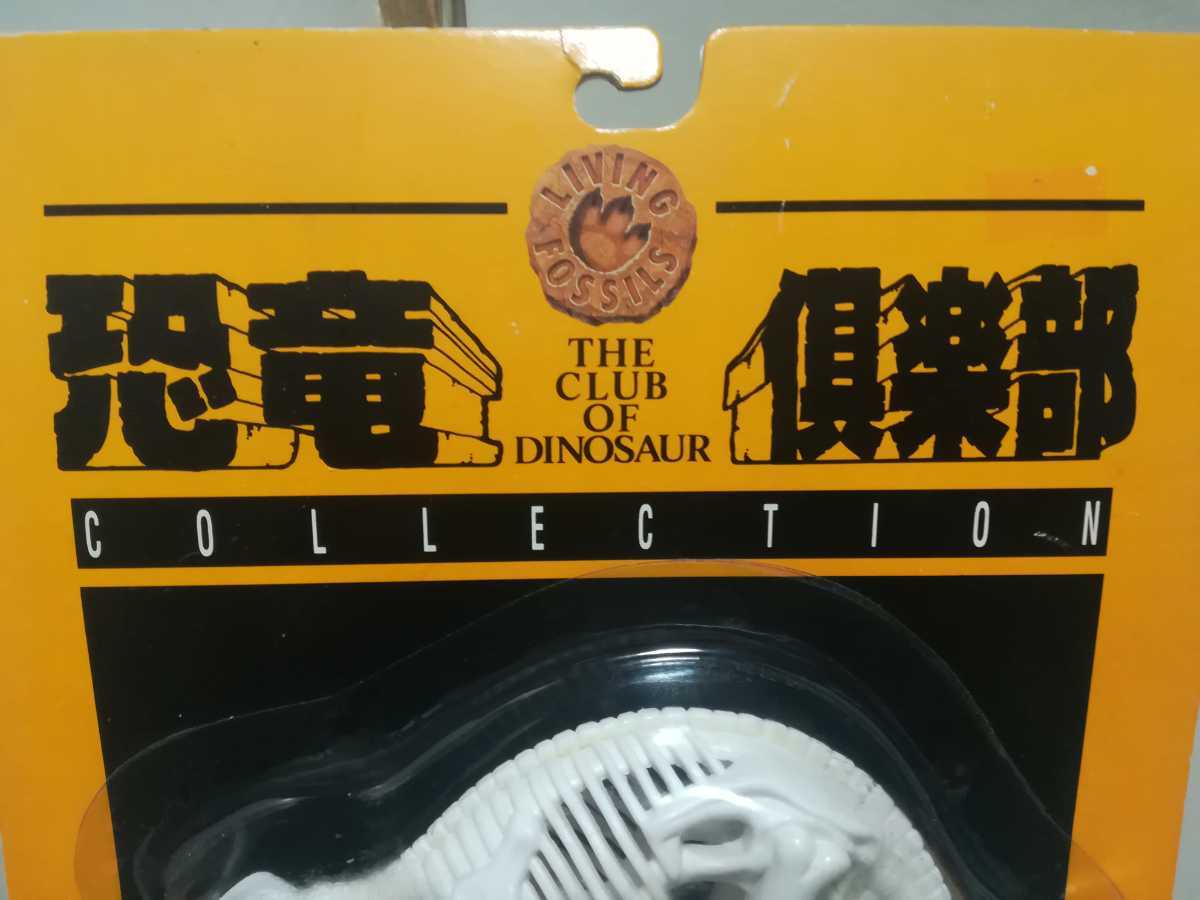 LIVING
FOSSILS
恐竜
THE
CLUB
OF
DINOSAUR
倶楽部
COLLECTION